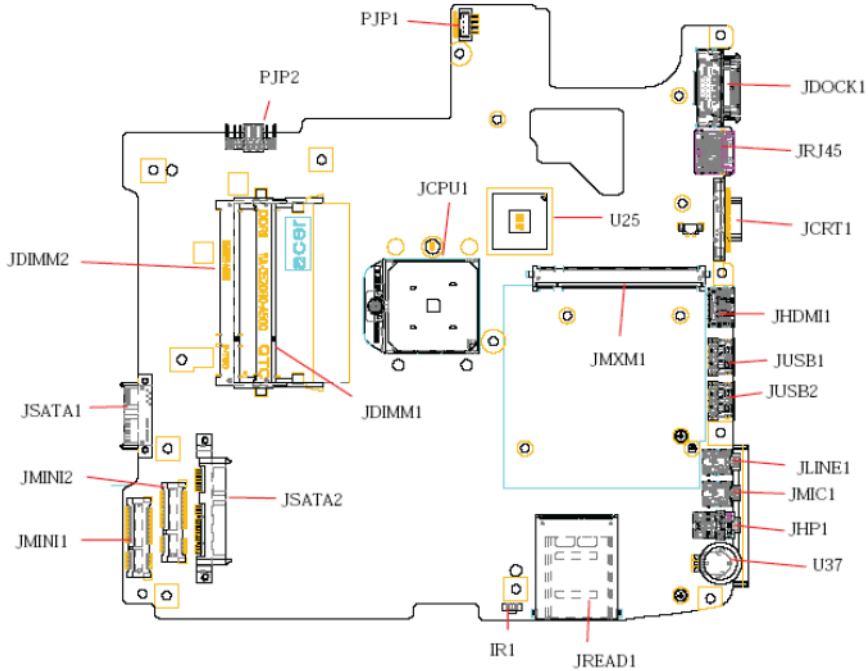 PJP1
PJP2
JDOCK1
JRJ45
JCPU1
U25
JCRT1
acer
JDIMM2
JMXM1
JHDMI1
JUSB1
JUSB2
JSATA1
JDIMM1
JMINI2
JSATA2
JLINE1
JMIC1
JMINI1
JHP1
U37
IR1
JREAD1